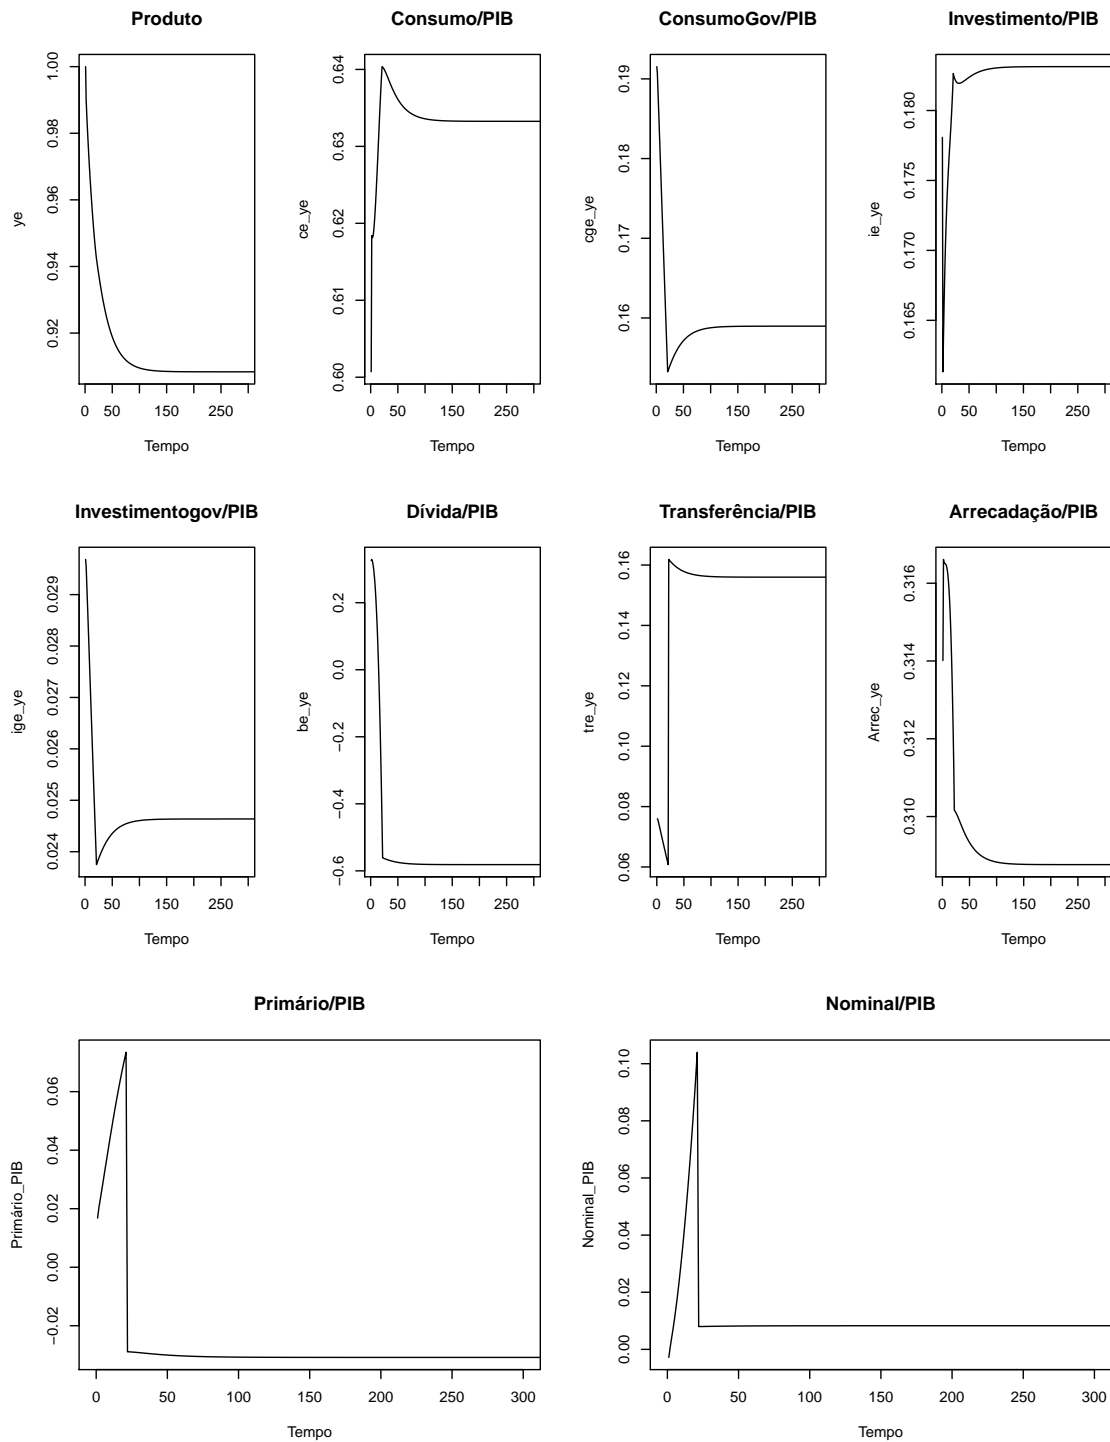 Produto
Consumo/PIB
ConsumoGov/PIB
Investimento/PIB
ye
0.92 0.94 0.96 0.98 1.00
0 50 150 250
Tempo
ce_ye
0.60 0.61 0.62 0.63 0.64
0 50 150 250
Tempo
cge_ye
0.16 0.17 0.18 0.19
0 50 150 250
Tempo
ie_ye
0.165 0.170 0.175 0.180
0 50 150 250
Tempo
Investimentogov/PIB
Dívida/PIB
Transferência/PIB
Arrecadação/PIB
ige_ye
0.024 0.025 0.026 0.027 0.028 0.029
0 50 150 250
Tempo
be_ye
−0.6 −0.4 −0.2 0.0 0.2
0 50 150 250
Tempo
tre_ye
0.06 0.08 0.10 0.12 0.14 0.16
0 50 150 250
Tempo
Arrec_ye
0.310 0.312 0.314 0.316
0 50 150 250
Tempo
Primário/PIB
Nominal/PIB
Primário_PIB
−0.02 0.00 0.02 0.04 0.06
0 50 100 150 200 250 300
Tempo
Nominal_PIB
0.00 0.02 0.04 0.06 0.08 0.10
0 50 100 150 200 250 300
Tempo